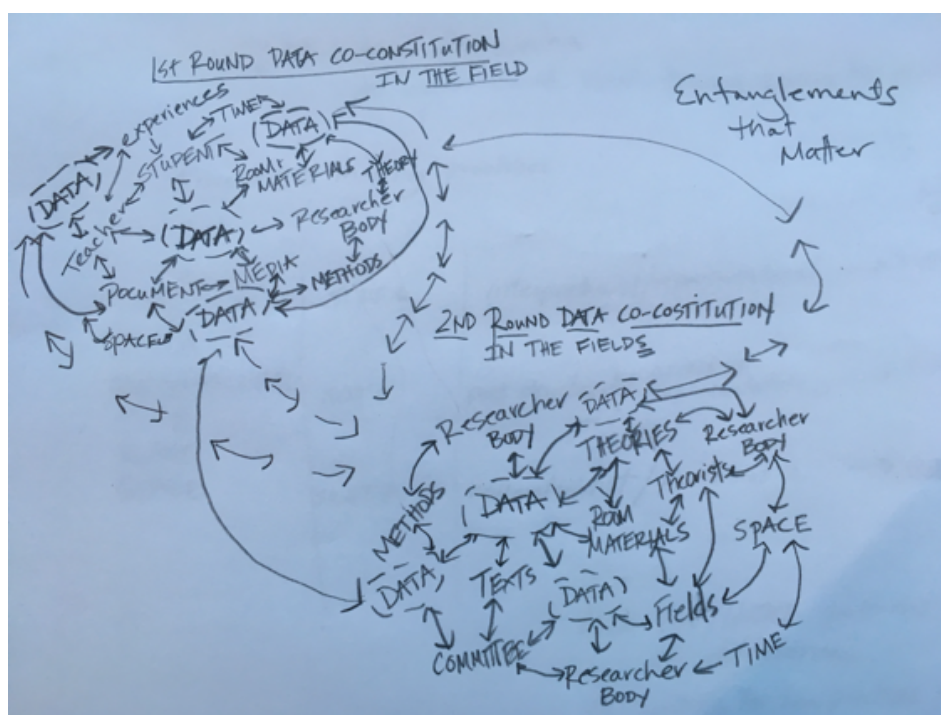 1st ROUND DATA CO-CONSTITUTION
IN THE FIELD
Entanglements
that
Matter
experiences
TIME
(DATA)
STUDENT
ROOM
MATERIALS
THEORY
(DATA)
Teacher
(DATA)
Researcher
BODY
DOCUMENT
MEDIA
METHODS
SPACE
(DATA)
2ND ROUND DATA CO-COSTITUTION
IN THE FIELDS
Researcher
BODY
DATA
THEORIES
Researcher
BODY
Theorists
METHODS
(DATA)
ROOM
MATERIALS
SPACE
(DATA)
TEXTS
(DATA)
Fields
COMMITTEE
Researcher
BODY
TIME